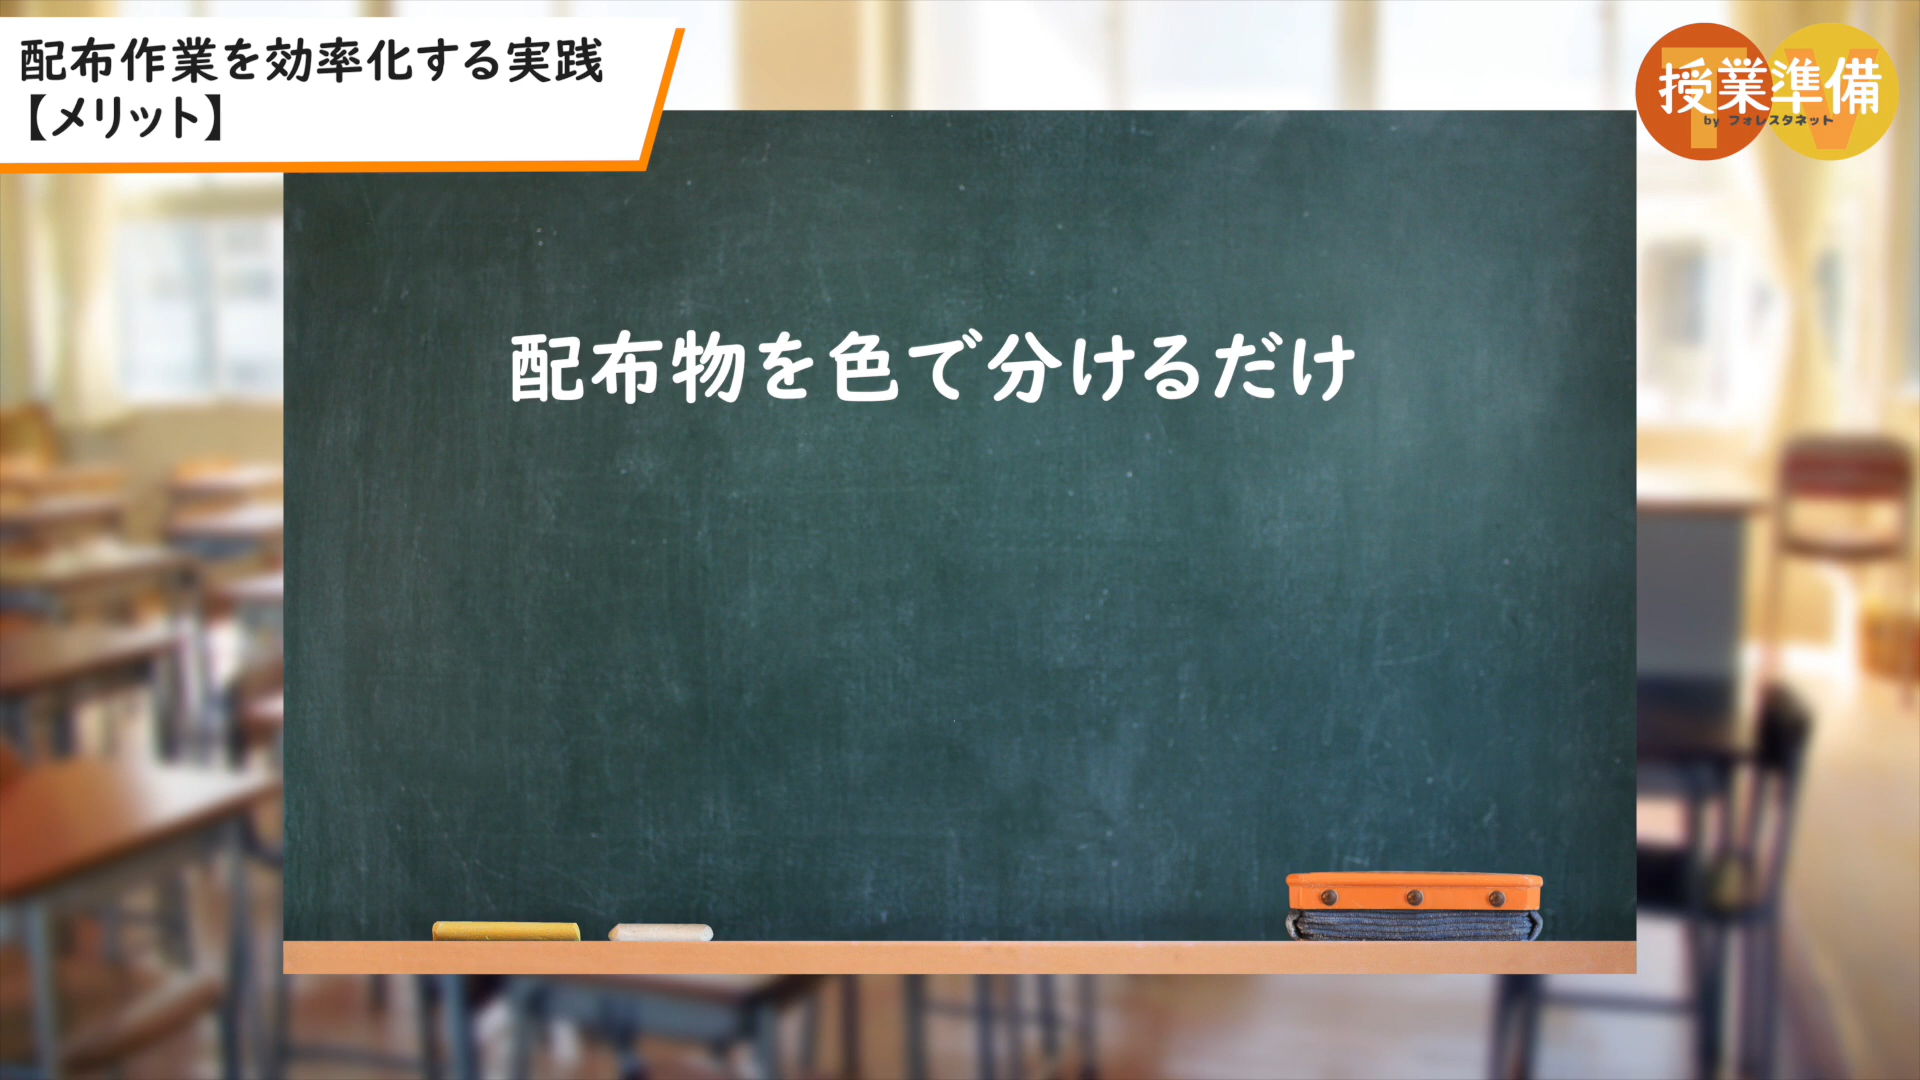 配布作業を効率化する実践
【メリット】
TV
授業準備
by フォレスタネット
配布物を色で分けるだけ